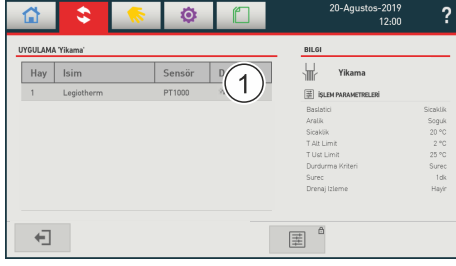 20-Agustos-2019
12:00
?
UYGULAMA 'Yikama'
Hay Isim Sensör D
1 Legiotherm PT1000
1
BILGI
Yikama
İŞLEM PARAMETRELERİ
Baslatici Sicaklik
Aralik Soguk
Sicaklik 20 °C
T Alt Limit 2 °C
T Ust Limit 25 °C
Durdurma Kriteri Surec
Surec 1dk
Drenaj Izleme Hayir